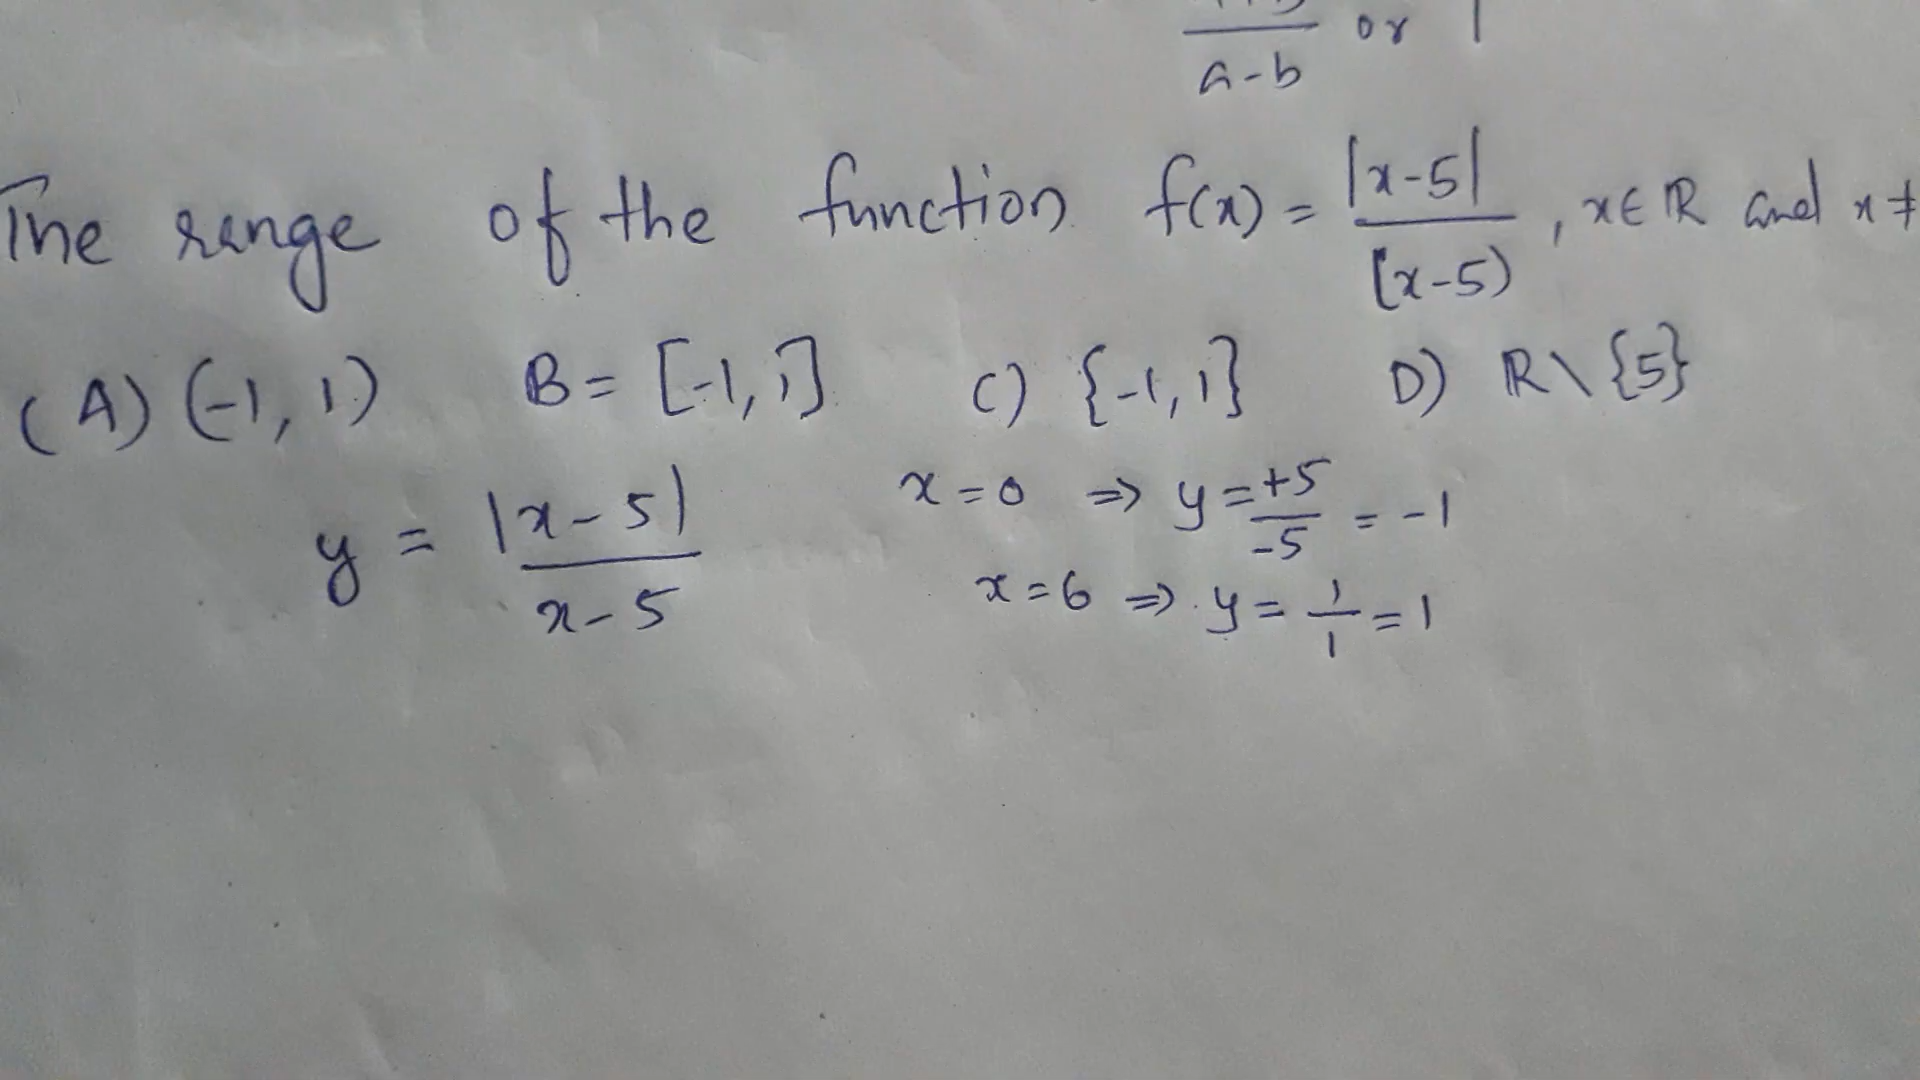 a-b or 1
The range of the function f(x) = |x-5| / (x-5) , x∈ℝ and x ≠
(A) (-1, 1) B= [-1, 1] C) {-1, 1} D) ℝ \ {5}
y = |x-5| / x-5
x=0 ⇒ y= +5/-5 = -1
x=6 ⇒ y= 1/1 = 1